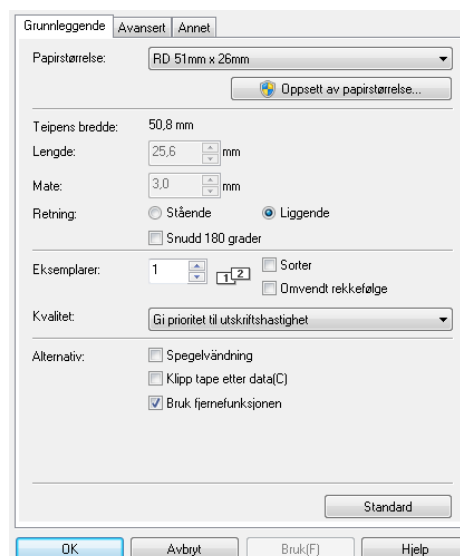 Grunnleggende Avansert Annet
Papirstørrelse: RD 51mm x 26mm
Oppsett av papirstørrelse...
Teipens bredde: 50,8 mm
Lengde: 25,6 mm
Mate: 3,0 mm
Retning: Stående Liggende
Snudd 180 grader
Eksemplarer: 1 1 2 Sorter
Omvendt rekkefølge
Kvalitet: Gi prioritet til utskriftshastighet
Alternativ: Spegelvändning
Klipp tape etter data(C)
Bruk fjernefunksjonen
Standard
OK Avbryt Bruk(F) Hjelp